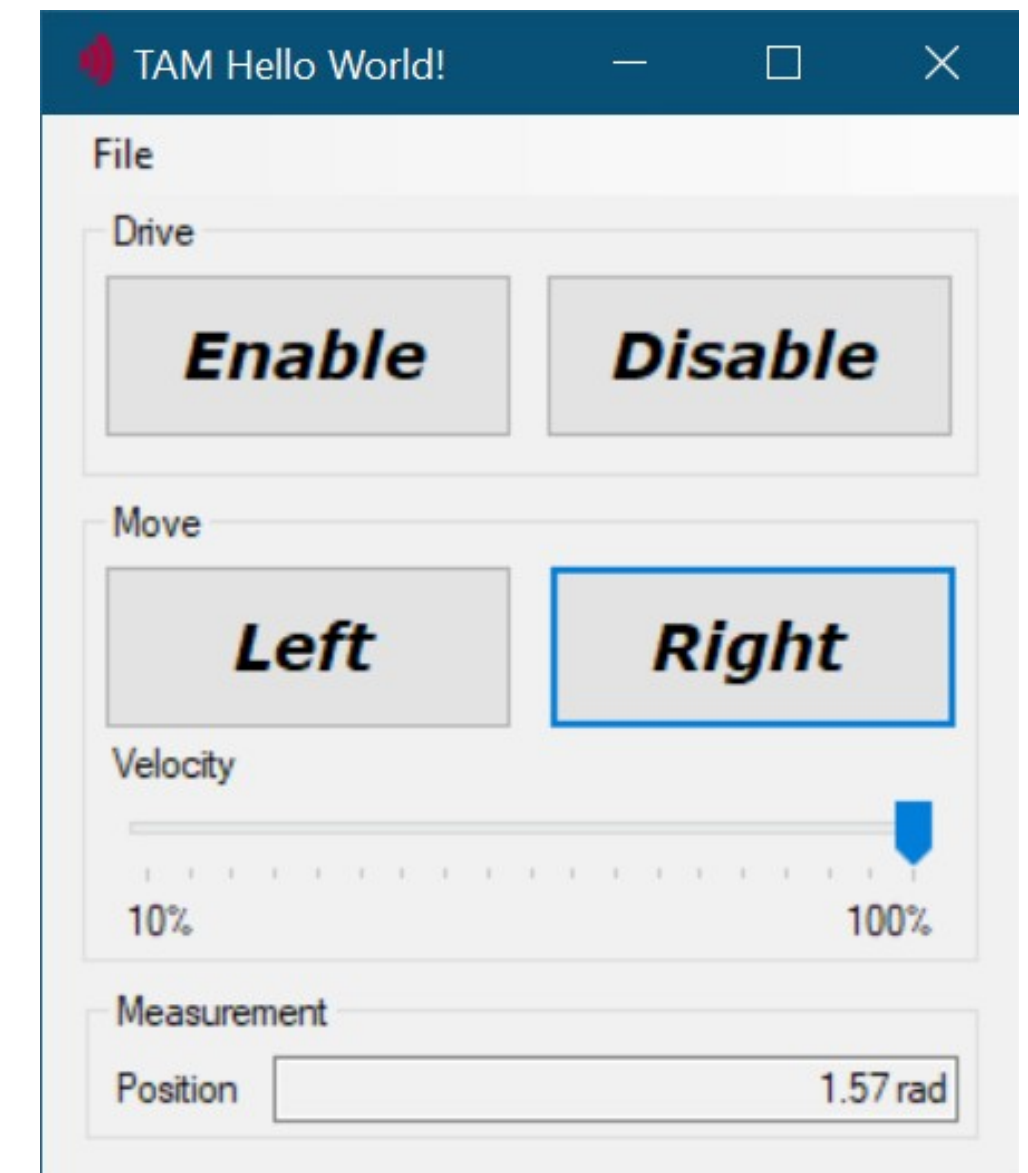 TAM Hello World!
File
Drive
Enable Disable
Move
Left Right
Velocity
10% 100%
Measurement
Position 1.57 rad